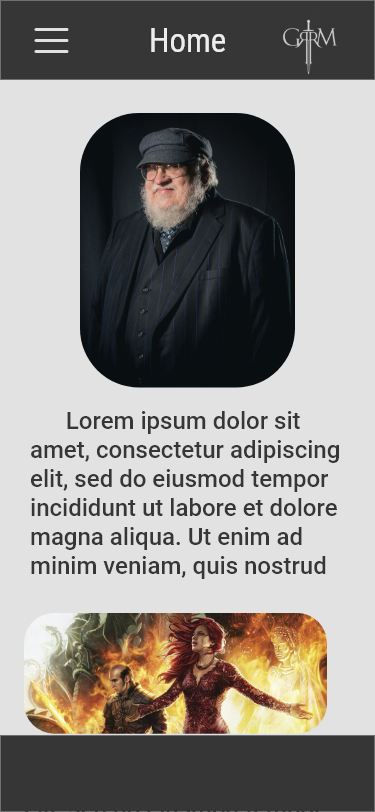 Home
GRRM
Lorem ipsum dolor sit
amet, consectetur adipiscing
elit, sed do eiusmod tempor
incididunt ut labore et dolore
magna aliqua. Ut enim ad
minim veniam, quis nostrud